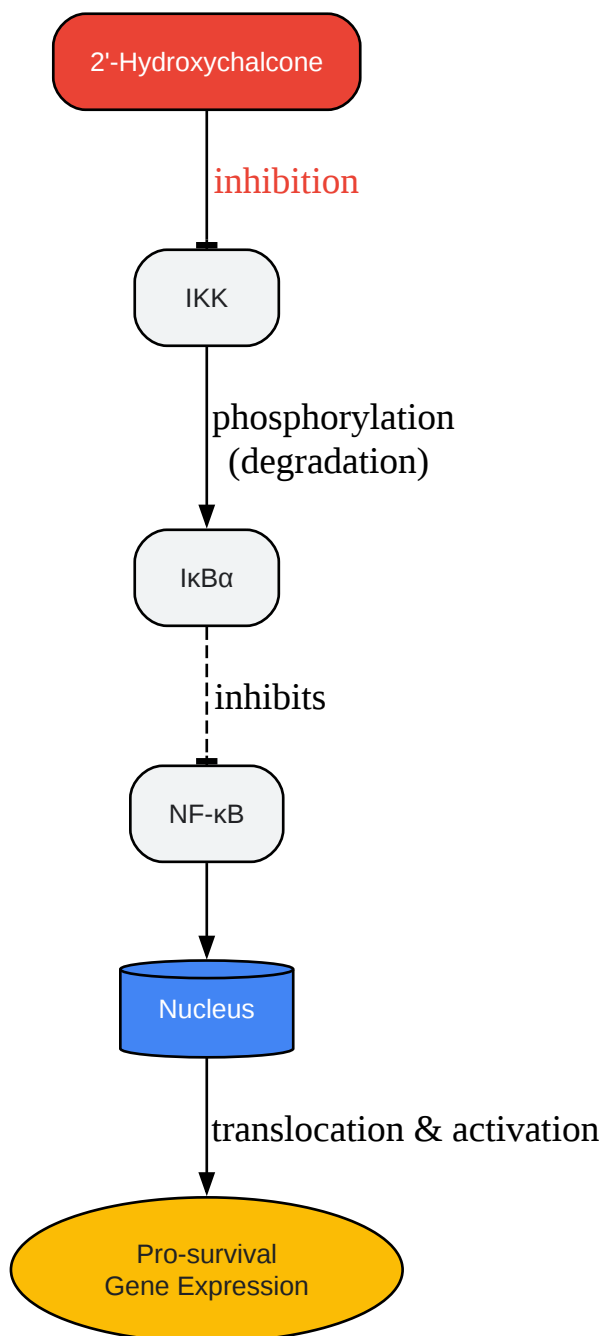 2'-Hydroxychalcone
inhibition
IKK
phosphorylation
(degradation)
IκBα
inhibits
NF-κB
Nucleus
translocation & activation
Pro-survival
Gene Expression